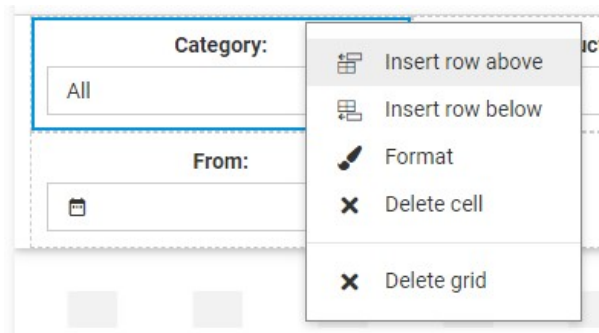 Category:
All
Insert row above
Insert row below
Format
Delete cell
From:
Delete grid